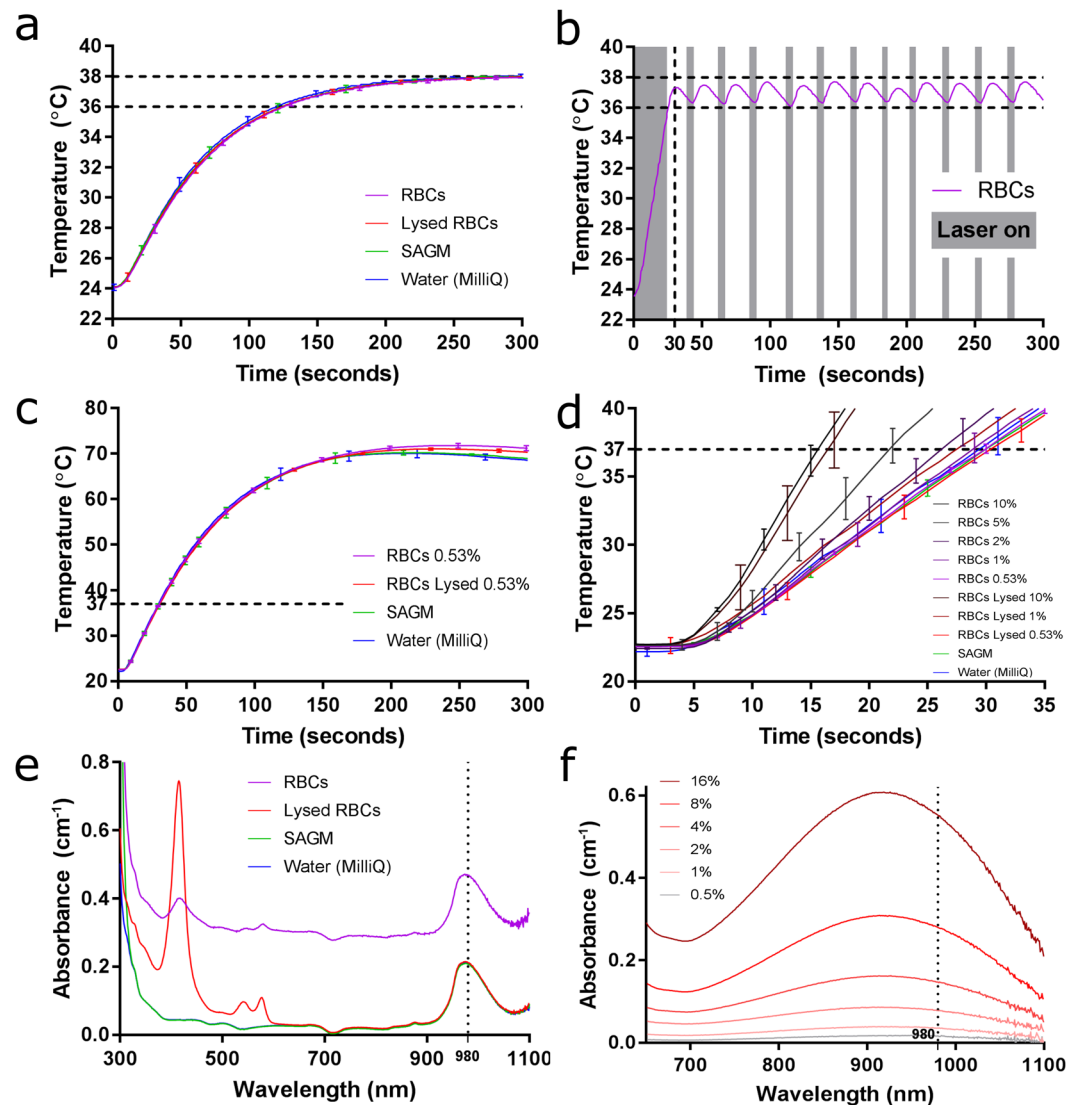 a
40
38
36
34
32
30
28
26
24
22
Temperature (°C)
RBCs
Lysed RBCs
SAGM
Water (MilliQ)
0 50 100 150 200 250 300
Time (seconds)
b
40
38
36
34
32
30
28
26
24
22
Temperature (°C)
RBCs
Laser on
0 30 50 100 150 200 250 300
Time (seconds)
c
80
70
60
50
40
37
30
20
Temperature (°C)
RBCs 0.53%
RBCs Lysed 0.53%
SAGM
Water (MilliQ)
0 50 100 150 200 250 300
Time (seconds)
d
40
37
35
30
25
20
Temperature (°C)
RBCs 10%
RBCs 5%
RBCs 2%
RBCs 1%
RBCs 0.53%
RBCs Lysed 10%
RBCs Lysed 1%
RBCs Lysed 0.53%
SAGM
Water (MilliQ)
0 5 10 15 20 25 30 35
Time (seconds)
e
0.8
0.6
0.4
0.2
0.0
Absorbance (cm-1)
RBCs
Lysed RBCs
SAGM
Water (MilliQ)
300 500 700 900 980 1100
Wavelength (nm)
f
0.6
0.4
0.2
0.0
Absorbance (cm-1)
16%
8%
4%
2%
1%
0.5%
980
700 800 900 1000 1100
Wavelength (nm)